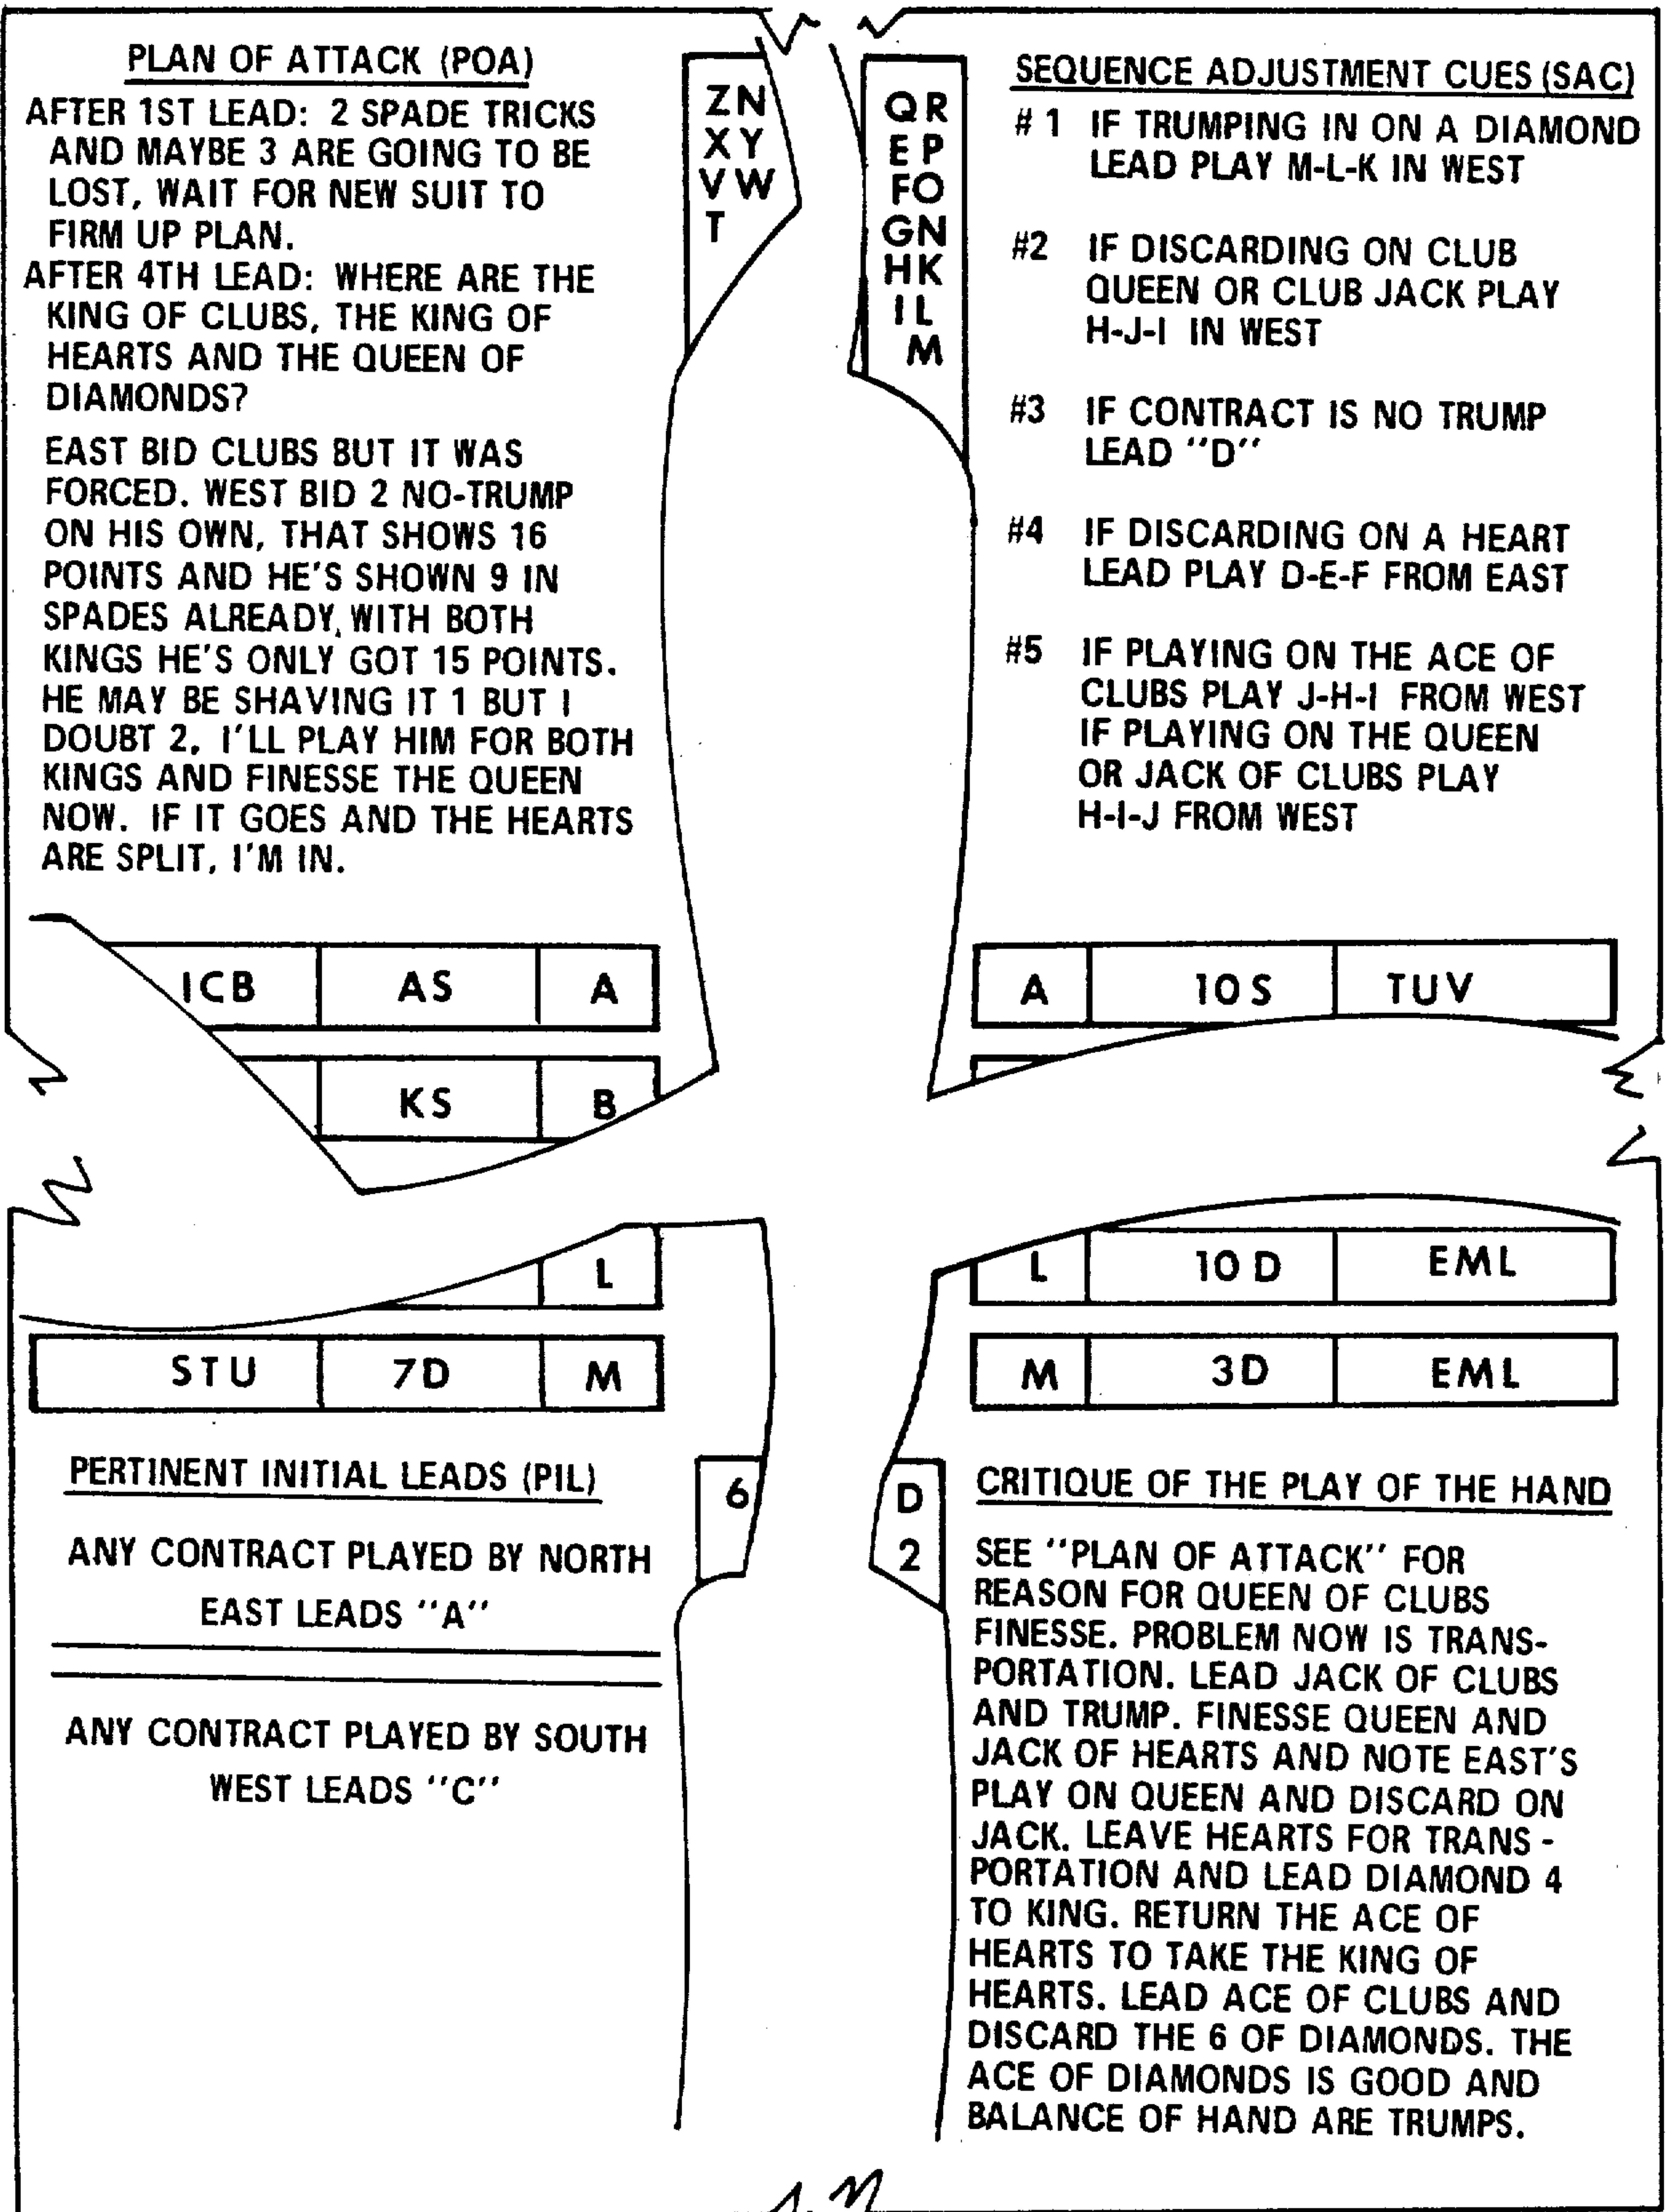 PLAN OF ATTACK (POA)
AFTER 1ST LEAD: 2 SPADE TRICKS
AND MAYBE 3 ARE GOING TO BE
LOST, WAIT FOR NEW SUIT TO
FIRM UP PLAN.
AFTER 4TH LEAD: WHERE ARE THE
KING OF CLUBS, THE KING OF
HEARTS AND THE QUEEN OF
DIAMONDS?
EAST BID CLUBS BUT IT WAS
FORCED. WEST BID 2 NO-TRUMP
ON HIS OWN, THAT SHOWS 16
POINTS AND HE'S SHOWN 9 IN
SPADES ALREADY, WITH BOTH
KINGS HE'S ONLY GOT 15 POINTS.
HE MAY BE SHAVING IT 1 BUT I
DOUBT 2, I'LL PLAY HIM FOR BOTH
KINGS AND FINESSE THE QUEEN
NOW. IF IT GOES AND THE HEARTS
ARE SPLIT, I'M IN.
ZN
XY
VW
T
QR
EP
FO
GN
HK
IL
M
SEQUENCE ADJUSTMENT CUES (SAC)
#1 IF TRUMPING IN ON A DIAMOND
LEAD PLAY M-L-K IN WEST
#2 IF DISCARDING ON CLUB
QUEEN OR CLUB JACK PLAY
H-J-I IN WEST
#3 IF CONTRACT IS NO TRUMP
LEAD "D"
#4 IF DISCARDING ON A HEART
LEAD PLAY D-E-F FROM EAST
#5 IF PLAYING ON THE ACE OF
CLUBS PLAY J-H-I FROM WEST
IF PLAYING ON THE QUEEN
OR JACK OF CLUBS PLAY
H-I-J FROM WEST
ICB AS A
KS B
A 10S TUV
L
STU 7D M
L 10D EML
M 3D EML
PERTINENT INITIAL LEADS (PIL)
ANY CONTRACT PLAYED BY NORTH
EAST LEADS "A"
ANY CONTRACT PLAYED BY SOUTH
WEST LEADS "C"
6
D
2
CRITIQUE OF THE PLAY OF THE HAND
SEE "PLAN OF ATTACK" FOR
REASON FOR QUEEN OF CLUBS
FINESSE. PROBLEM NOW IS TRANS-
PORTATION. LEAD JACK OF CLUBS
AND TRUMP. FINESSE QUEEN AND
JACK OF HEARTS AND NOTE EAST'S
PLAY ON QUEEN AND DISCARD ON
JACK. LEAVE HEARTS FOR TRANS-
PORTATION AND LEAD DIAMOND 4
TO KING. RETURN THE ACE OF
HEARTS TO TAKE THE KING OF
HEARTS. LEAD ACE OF CLUBS AND
DISCARD THE 6 OF DIAMONDS. THE
ACE OF DIAMONDS IS GOOD AND
BALANCE OF HAND ARE TRUMPS.